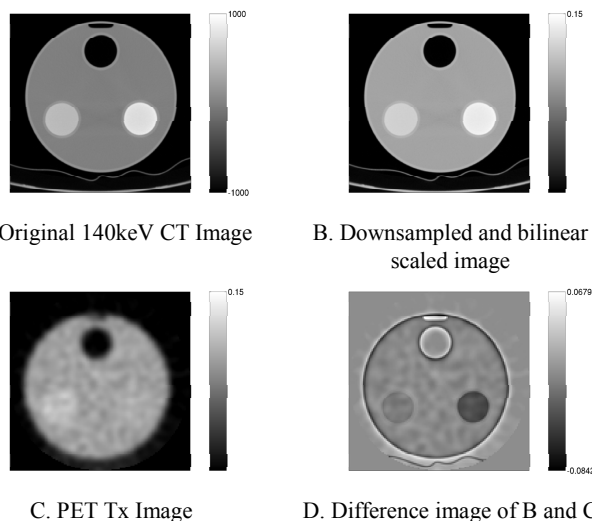 1000
-1000
0.15
Original 140keV CT Image
B. Downsampled and bilinear
scaled image
0.15
0.0679
-0.0842
C. PET Tx Image
D. Difference image of B and C